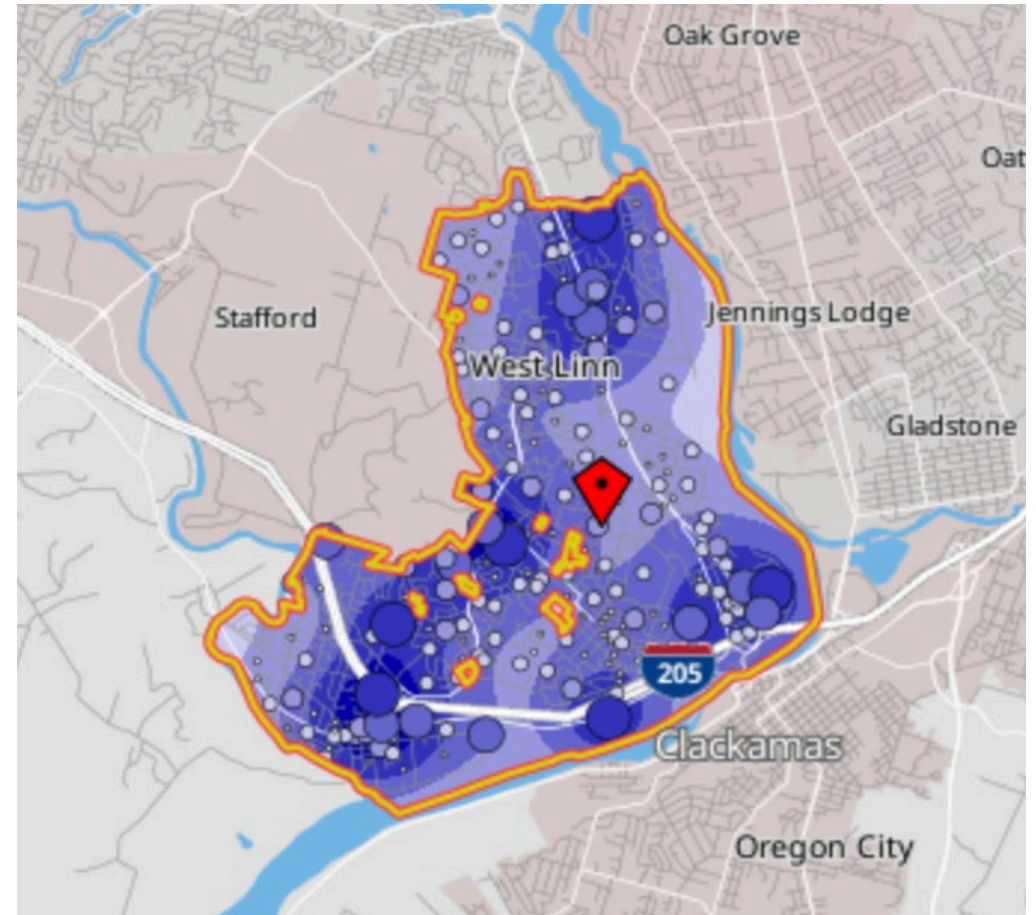 Oak Grove
Oat
Stafford
Jennings Lodge
West Linn
Gladstone
205
Clackamas
Oregon City